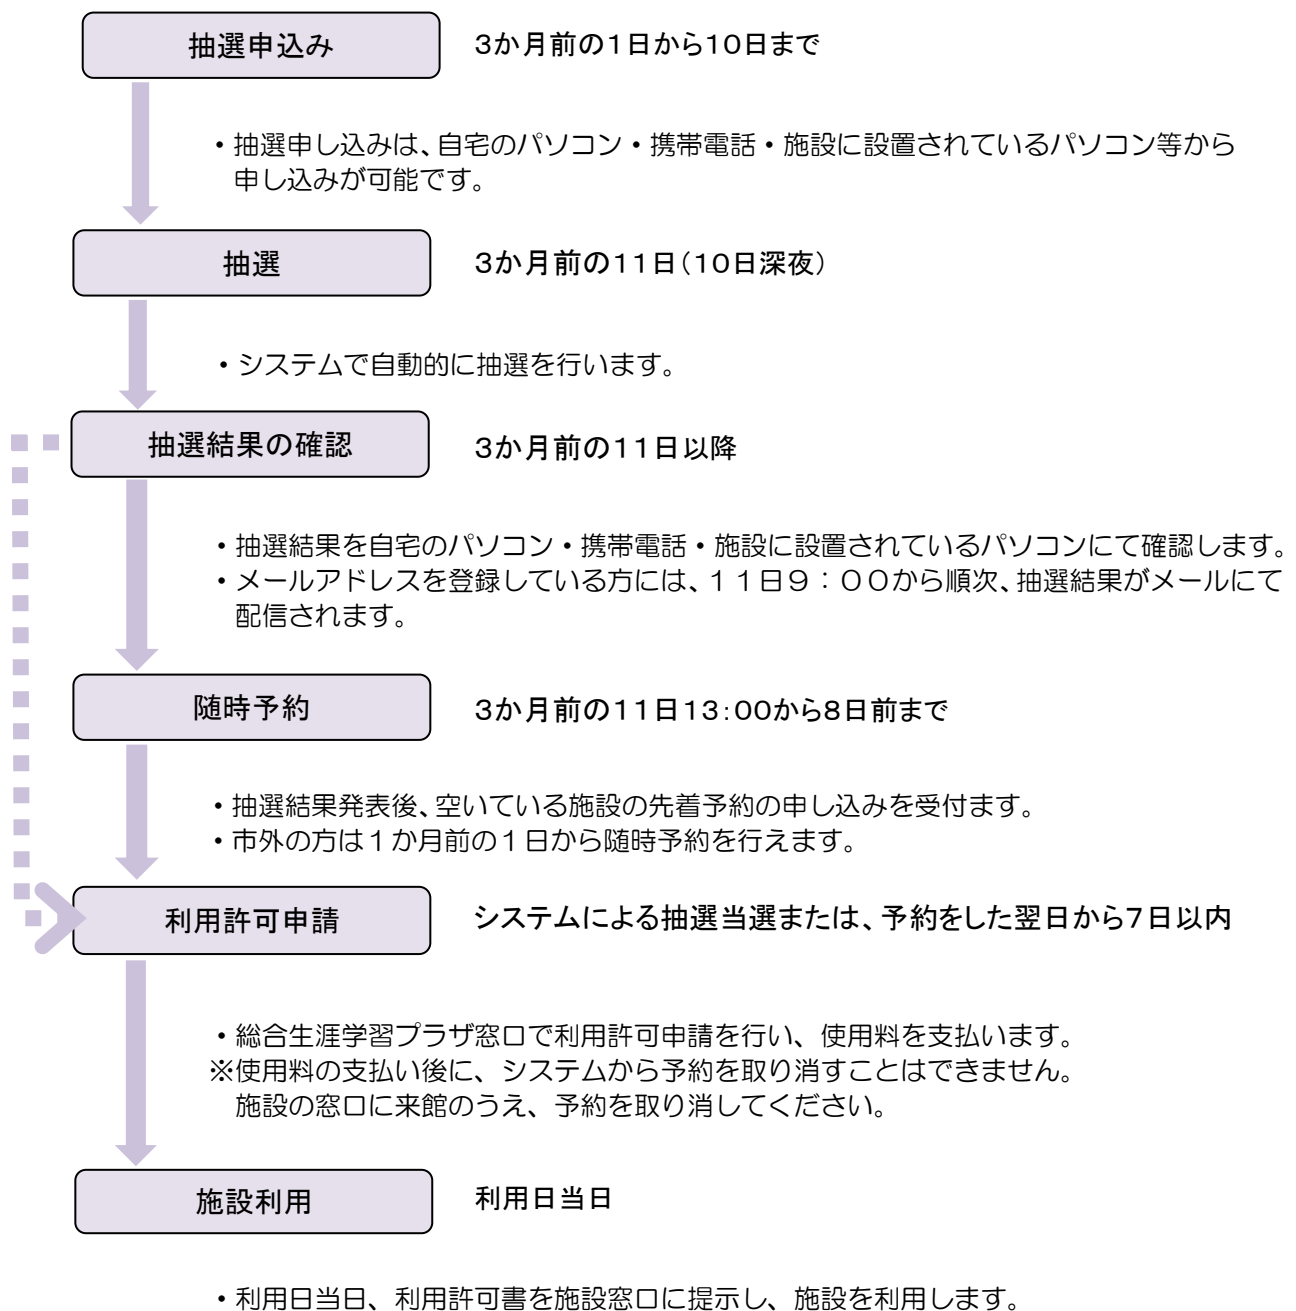 抽選申込み
3か月前の1日から10日まで
・抽選申し込みは、自宅のパソコン・携帯電話・施設に設置されているパソコン等から
申し込みが可能です。
抽選
3か月前の11日(10日深夜)
・システムで自動的に抽選を行います。
抽選結果の確認
3か月前の11日以降
・抽選結果を自宅のパソコン・携帯電話・施設に設置されているパソコンにて確認します。
・メールアドレスを登録している方には、11日9:00から順次、抽選結果がメールにて
配信されます。
随時予約
3か月前の11日13:00から8日前まで
・抽選結果発表後、空いている施設の先着予約の申し込みを受付ます。
・市外の方は1か月前の1日から随時予約を行えます。
利用許可申請
システムによる抽選当選または、予約をした翌日から7日以内
・総合生涯学習プラザ窓口で利用許可申請を行い、使用料を支払います。
※使用料の支払い後に、システムから予約を取り消すことはできません。
施設の窓口に来館のうえ、予約を取り消してください。
施設利用
利用日当日
・利用日当日、利用許可書を施設窓口に提示し、施設を利用します。